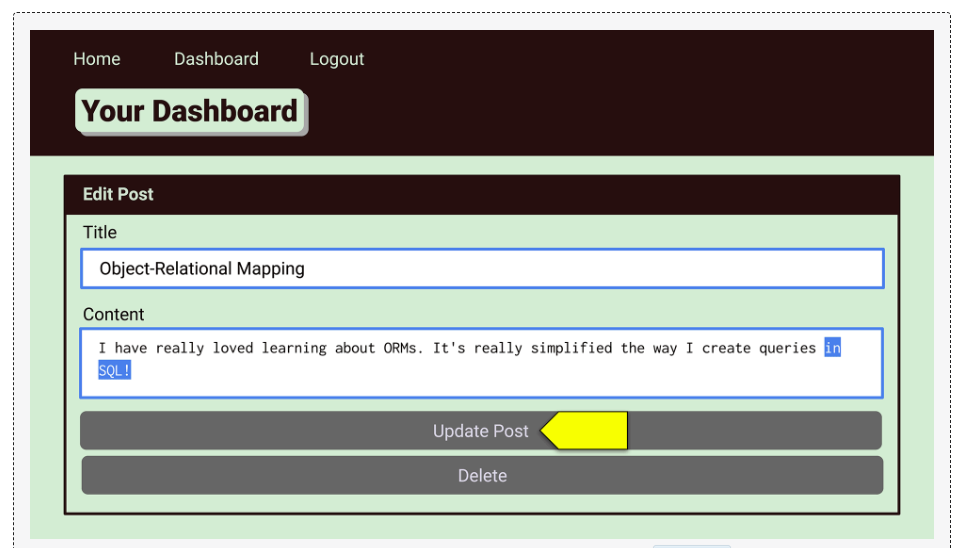 Home Dashboard Logout
Your Dashboard
Edit Post
Title
Object-Relational Mapping
Content
I have really loved learning about ORMs. It's really simplified the way I create queries in
SQL!
Update Post
Delete